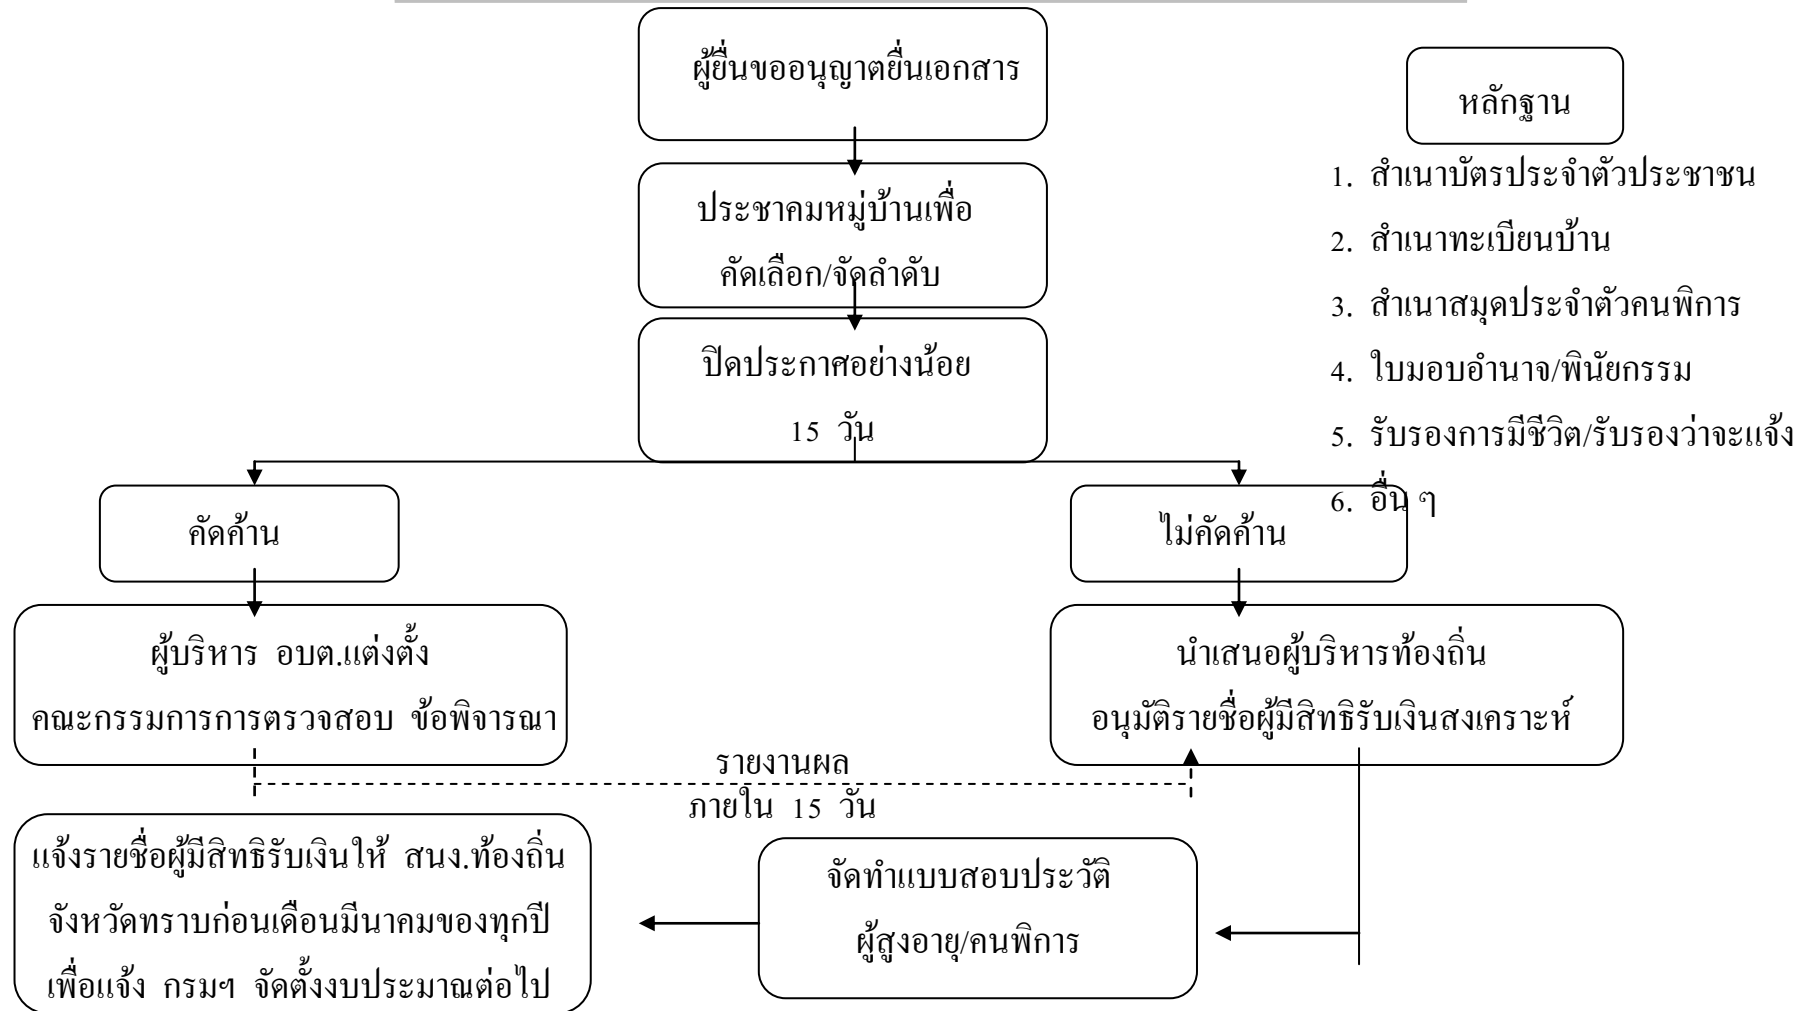 ผู้ยื่นขออนุญาตยื่นเอกสาร
ประชาคมหมู่บ้านเพื่อ
คัดเลือก/จัดลำดับ
ปิดประกาศอย่างน้อย
15 วัน
หลักฐาน
1. สำเนาบัตรประจำตัวประชาชน
2. สำเนาทะเบียนบ้าน
3. สำเนาสมุดประจำตัวคนพิการ
4. ใบมอบอำนาจ/พินัยกรรม
5. รับรองการมีชีวิต/รับรองว่าจะแจ้ง
6. อื่น ๆ
คัดค้าน
ไม่คัดค้าน
ผู้บริหาร อบต.แต่งตั้ง
คณะกรรมการการตรวจสอบ ข้อพิจารณา
นำเสนอผู้บริหารท้องถิ่น
อนุมัติรายชื่อผู้มีสิทธิรับเงินสงเคราะห์
รายงานผล
ภายใน 15 วัน
จัดทำแบบสอบประวัติ
ผู้สูงอายุ/คนพิการ
แจ้งรายชื่อผู้มีสิทธิรับเงินให้ สนง.ท้องถิ่น
จังหวัดทราบก่อนเดือนมีนาคมของทุกปี
เพื่อแจ้ง กรมฯ จัดตั้งงบประมาณต่อไป